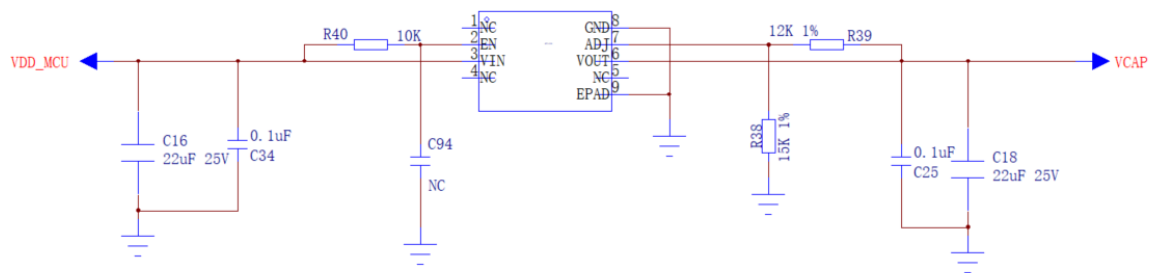 VDD_MCU
R40
10K
1
NC
2
EN
3
VIN
4
NC
GND
8
ADJ
7
VOUT
6
NC
5
EPAD
9
12K 1%
R39
VCAP
C16
22uF 25V
0.1uF
C34
C94
NC
R38
15K 1%
0.1uF
C25
C18
22uF 25V